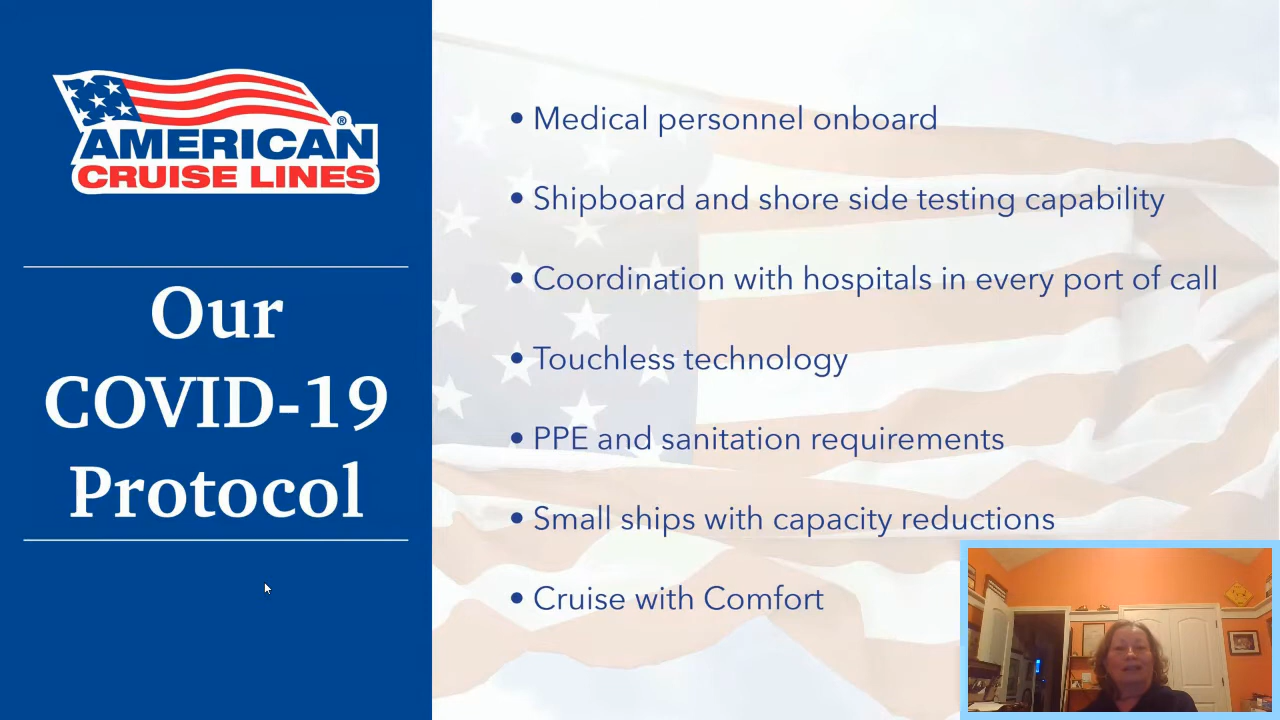 AMERICAN®
CRUISE LINES
Our
COVID-19
Protocol
• Medical personnel onboard
• Shipboard and shore side testing capability
• Coordination with hospitals in every port of call
• Touchless technology
• PPE and sanitation requirements
• Small ships with capacity reductions
• Cruise with Comfort